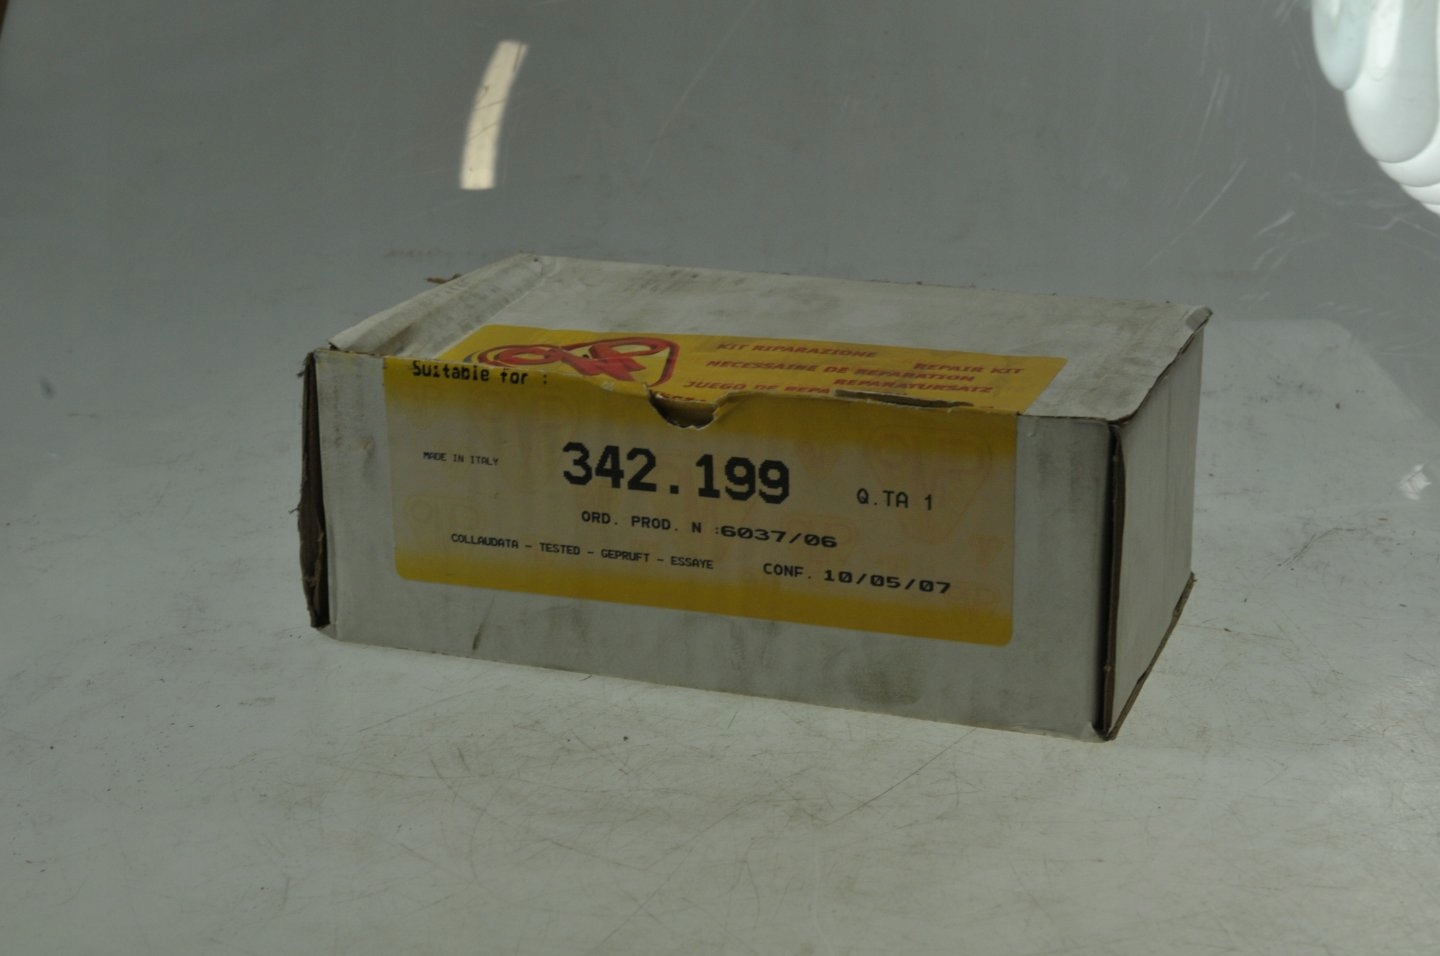 KIT RIPARAZIONE REPAIR KIT
NECESSAIRE DE REPARATION
JUEGO DE REPA REPARATURSATZ
Suitable for :
MADE IN ITALY
342.199
Q.TA 1
ORD. PROD. N :6037/06
COLLAUDATA - TESTED - GEPRUFT - ESSAYE
CONF. 10/05/07